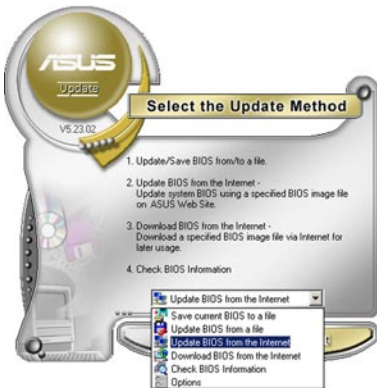 ASUS
Update
V5.23.02
Select the Update Method
1. Update/Save BIOS from/to a file.
2. Update BIOS from the Internet -
Update system BIOS using a specified BIOS image file
on ASUS Web Site.
3. Download BIOS from the Internet -
Download a specified BIOS image file via Internet for
later usage.
4. Check BIOS Information
Update BIOS from the Internet
Save current BIOS to a file
Update BIOS from a file
Update BIOS from the Internet
Download BIOS from the Internet
Check BIOS Information
Options